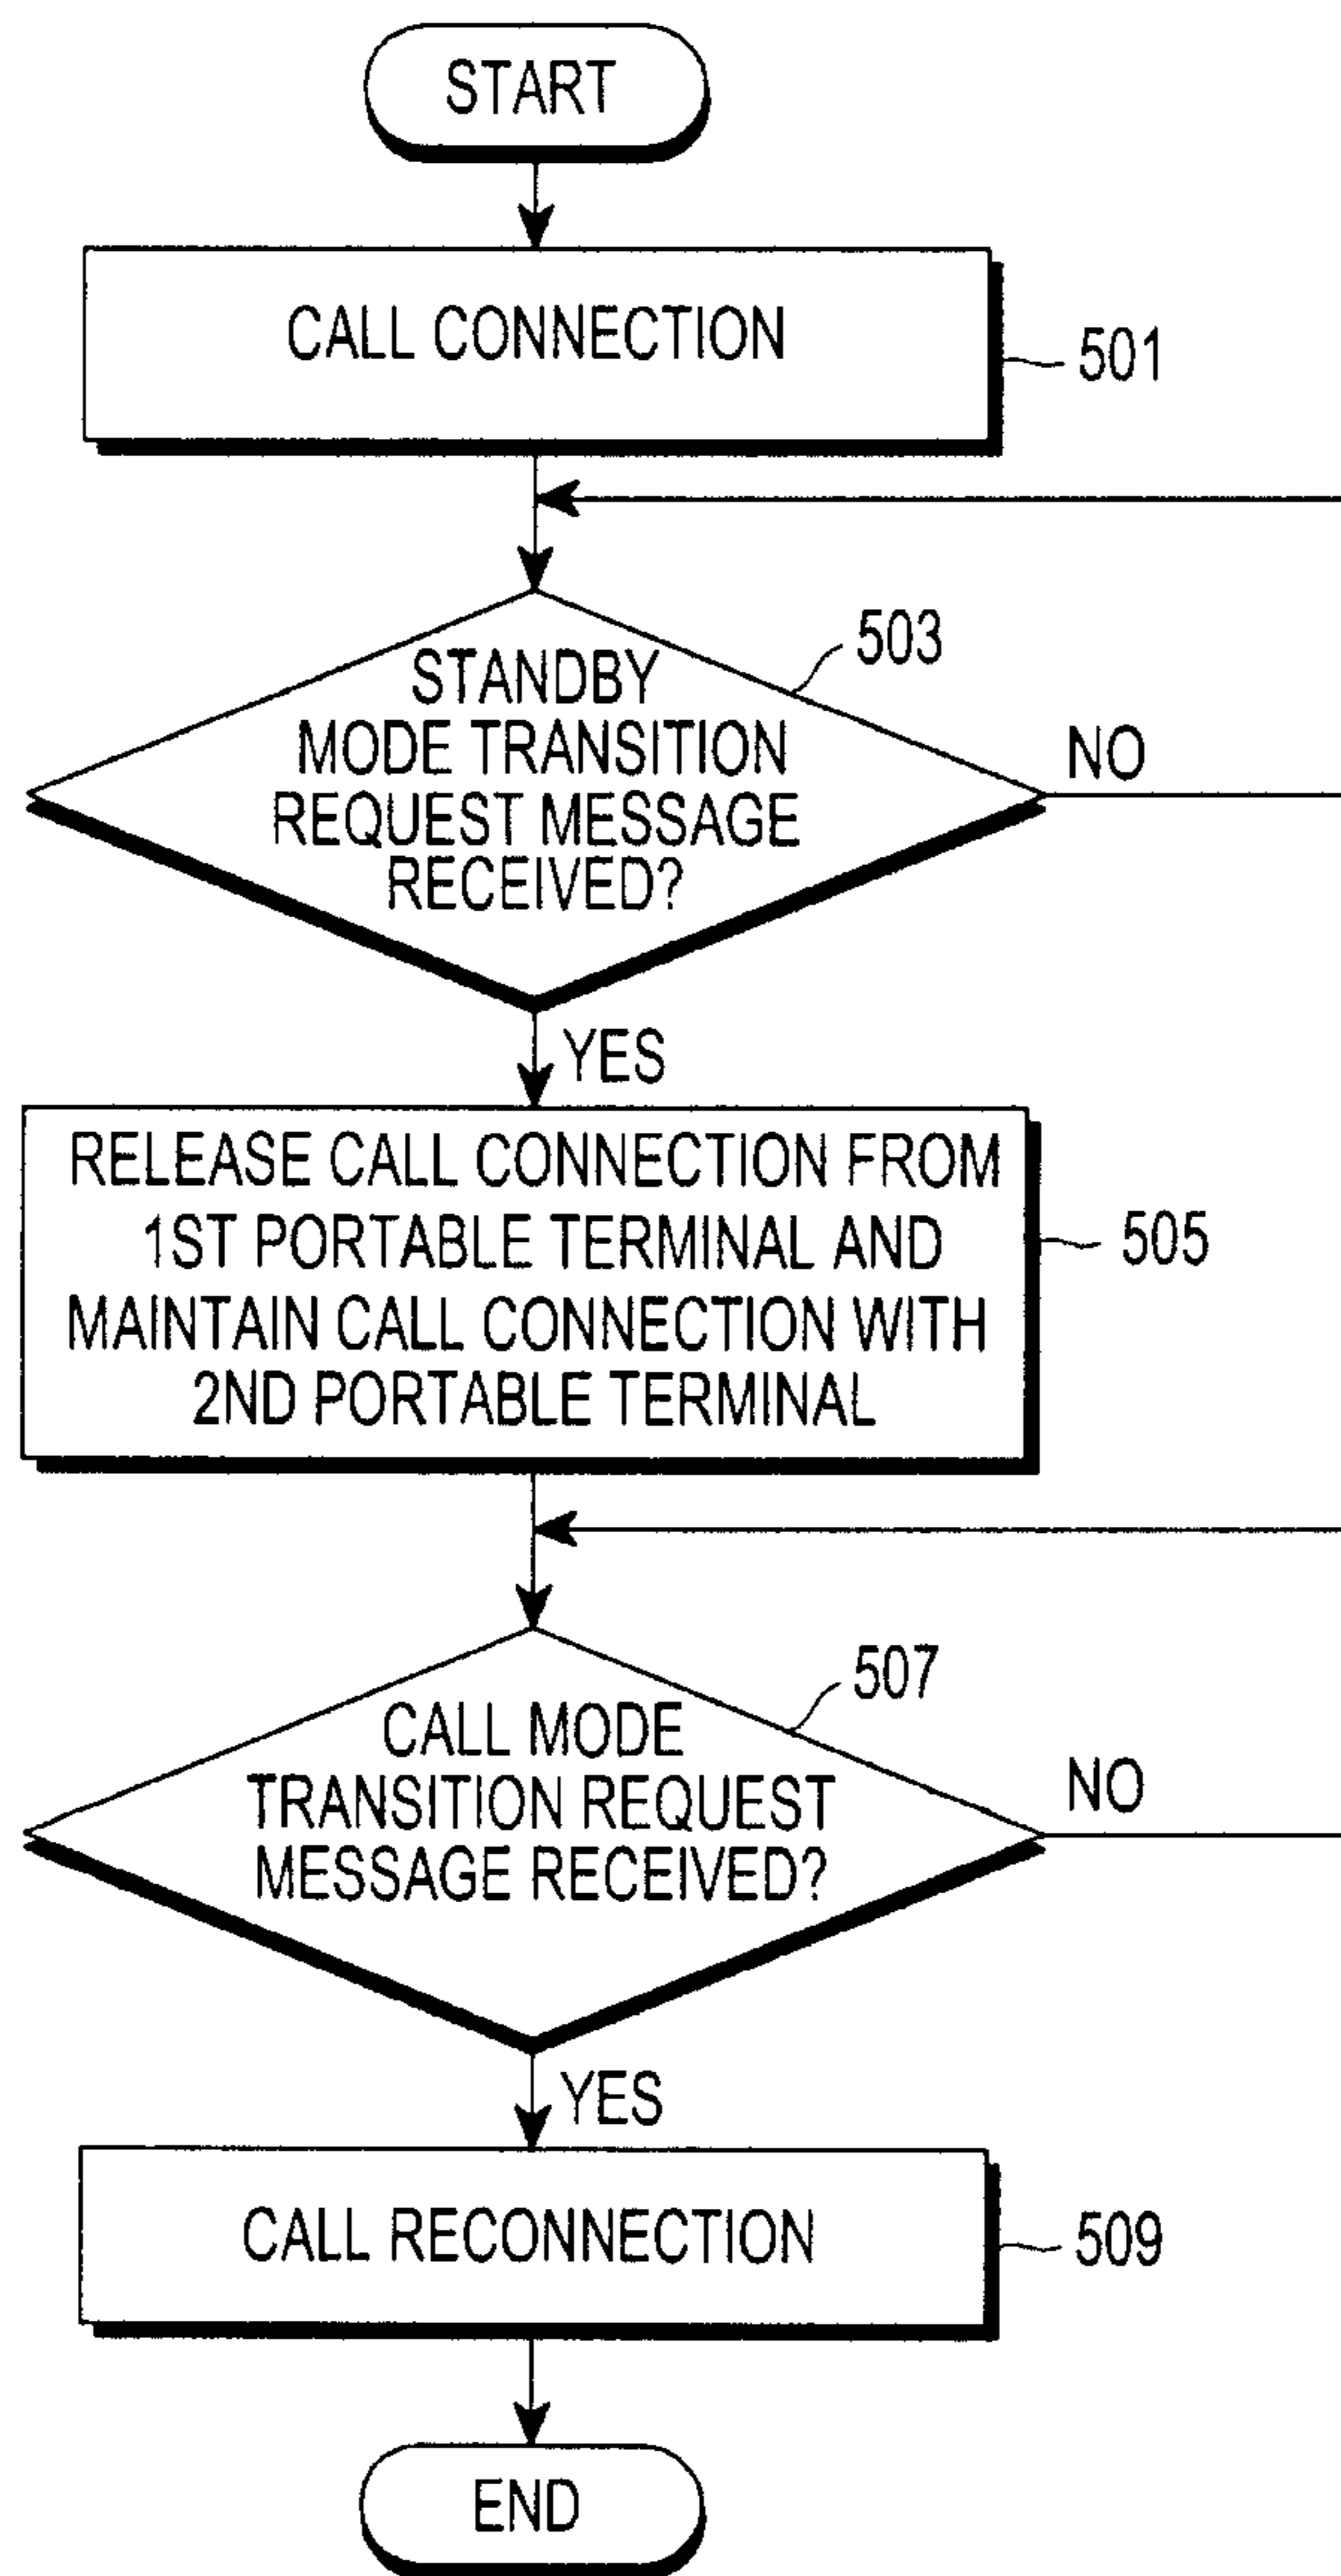 START
CALL CONNECTION
501
503
STANDBY
MODE TRANSITION
REQUEST MESSAGE
RECEIVED?
NO
YES
RELEASE CALL CONNECTION FROM
1ST PORTABLE TERMINAL AND
MAINTAIN CALL CONNECTION WITH
2ND PORTABLE TERMINAL
505
507
CALL MODE
TRANSITION REQUEST
MESSAGE RECEIVED?
NO
YES
CALL RECONNECTION
509
END